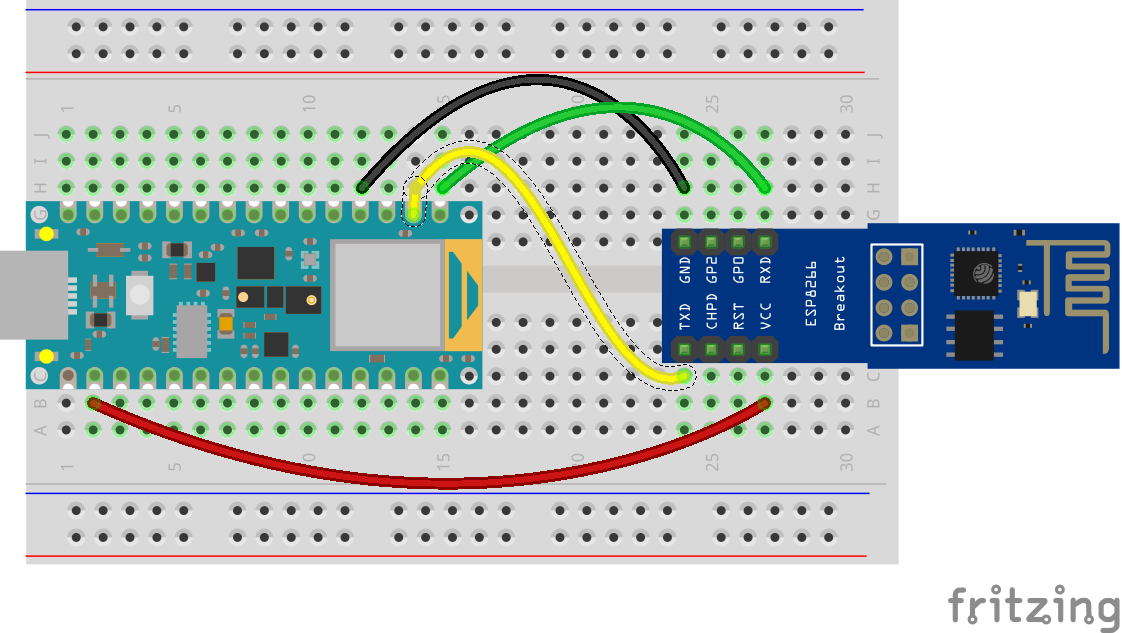 1 5 10 15 20 25 30
J J
I I
H H
G G
GND GP2 GP0 RXD
TXD CHPD RST VCC
ESP8266
Breakout
C C
B B
A A
1 5 10 15 20 25 30
fritzing